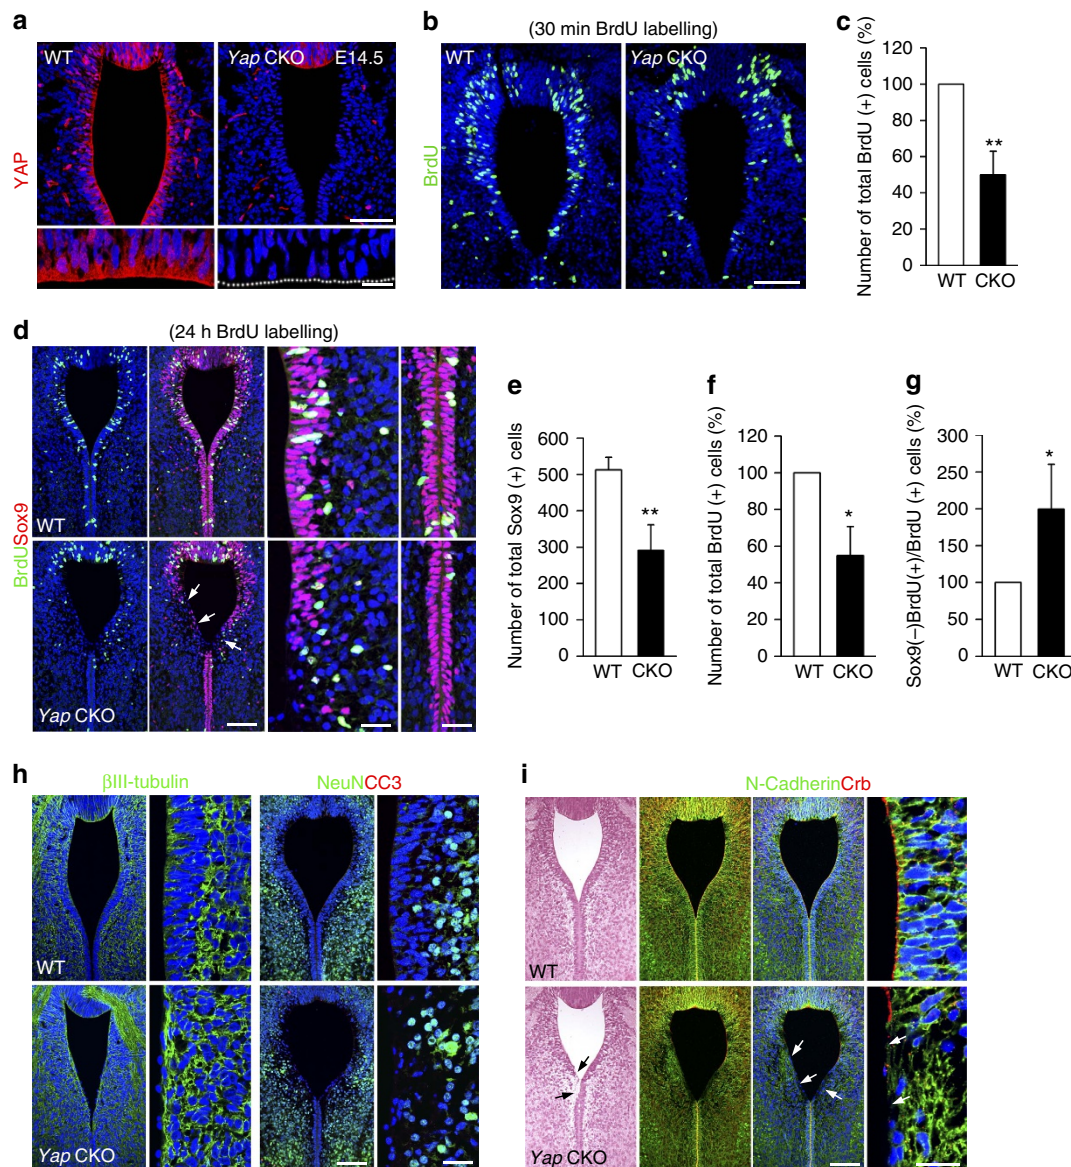 a
WT
Yap CKO
E14.5
YAP
b
(30 min BrdU labelling)
WT
Yap CKO
BrdU
c
Number of total BrdU (+) cells (%)
120
100
80
60
40
20
0
**
WT
CKO
d
(24 h BrdU labelling)
BrdUSox9
WT
Yap CKO
e
Number of total Sox9 (+) cells
600
500
400
300
200
100
0
**
WT
CKO
f
Number of total BrdU (+) cells (%)
120
100
80
60
40
20
0
*
WT
CKO
g
Sox9(–)BrdU(+)/BrdU (+) cells (%)
300
250
200
150
100
50
0
*
WT
CKO
h
βIII-tubulin
NeuNCC3
WT
Yap CKO
i
N-CadherinCrb
WT
Yap CKO